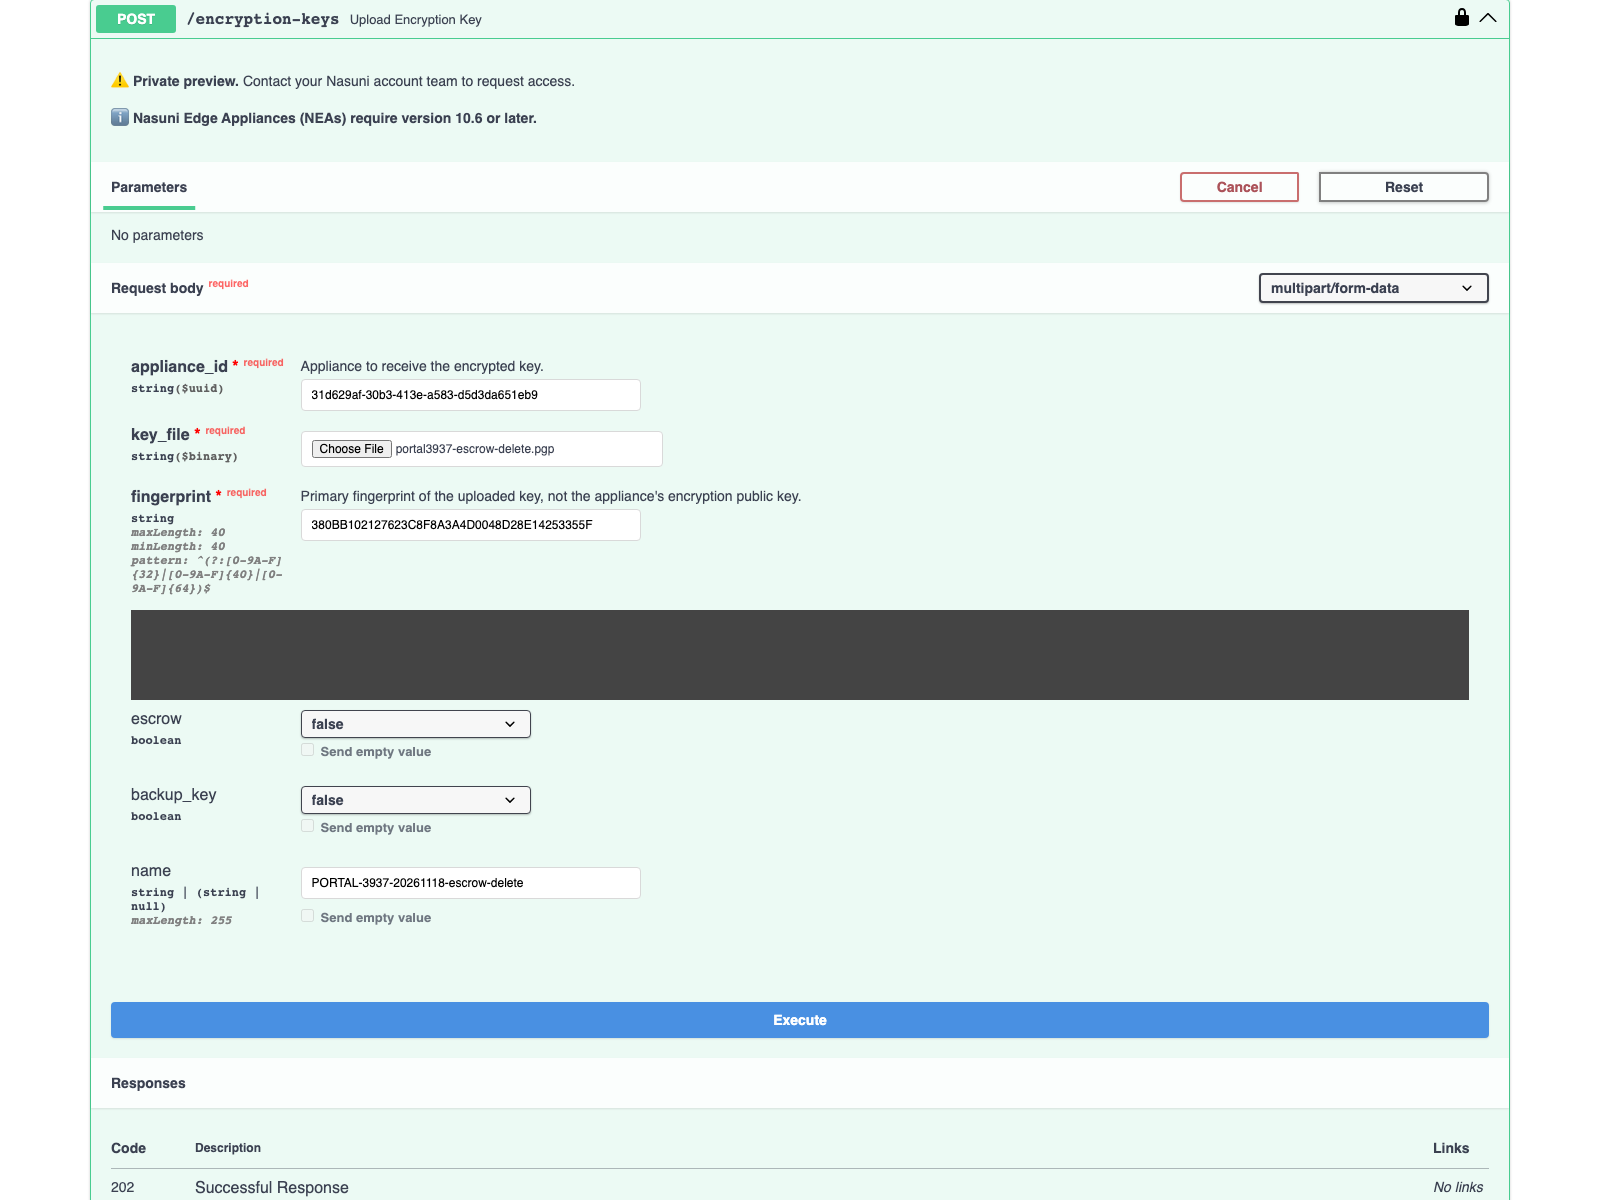 POST /encryption-keys Upload Encryption Key
⚠️ Private preview. Contact your Nasuni account team to request access.
ℹ️ Nasuni Edge Appliances (NEAs) require version 10.6 or later.
Parameters
Cancel
Reset
No parameters
Request body required
multipart/form-data
appliance_id * required
string($uuid)
Appliance to receive the encrypted key.
31d629af-30b3-413e-a583-d5d3da651eb9
key_file * required
string($binary)
Choose File portal3937-escrow-delete.pgp
fingerprint * required
string
maxLength: 40
minLength: 40
pattern: ^(?:[0-9A-F]
{32}|[0-9A-F]{40}|[0-
9A-F]{64})$
Primary fingerprint of the uploaded key, not the appliance's encryption public key.
380BB102127623C8F8A3A4D0048D28E14253355F
escrow
boolean
false
Send empty value
backup_key
boolean
false
Send empty value
name
string | (string |
null)
maxLength: 255
PORTAL-3937-20261118-escrow-delete
Send empty value
Execute
Responses
Code Description Links
202 Successful Response No links